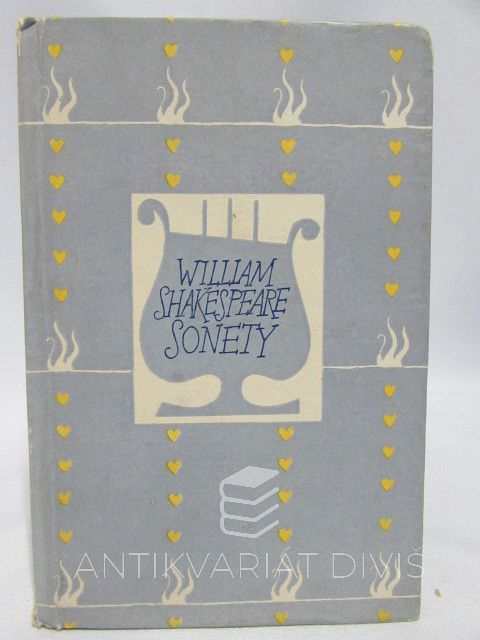 WILLIAM
SHAKESPEARE
SONETY
ANTIKVARIÁT DIVIŠ